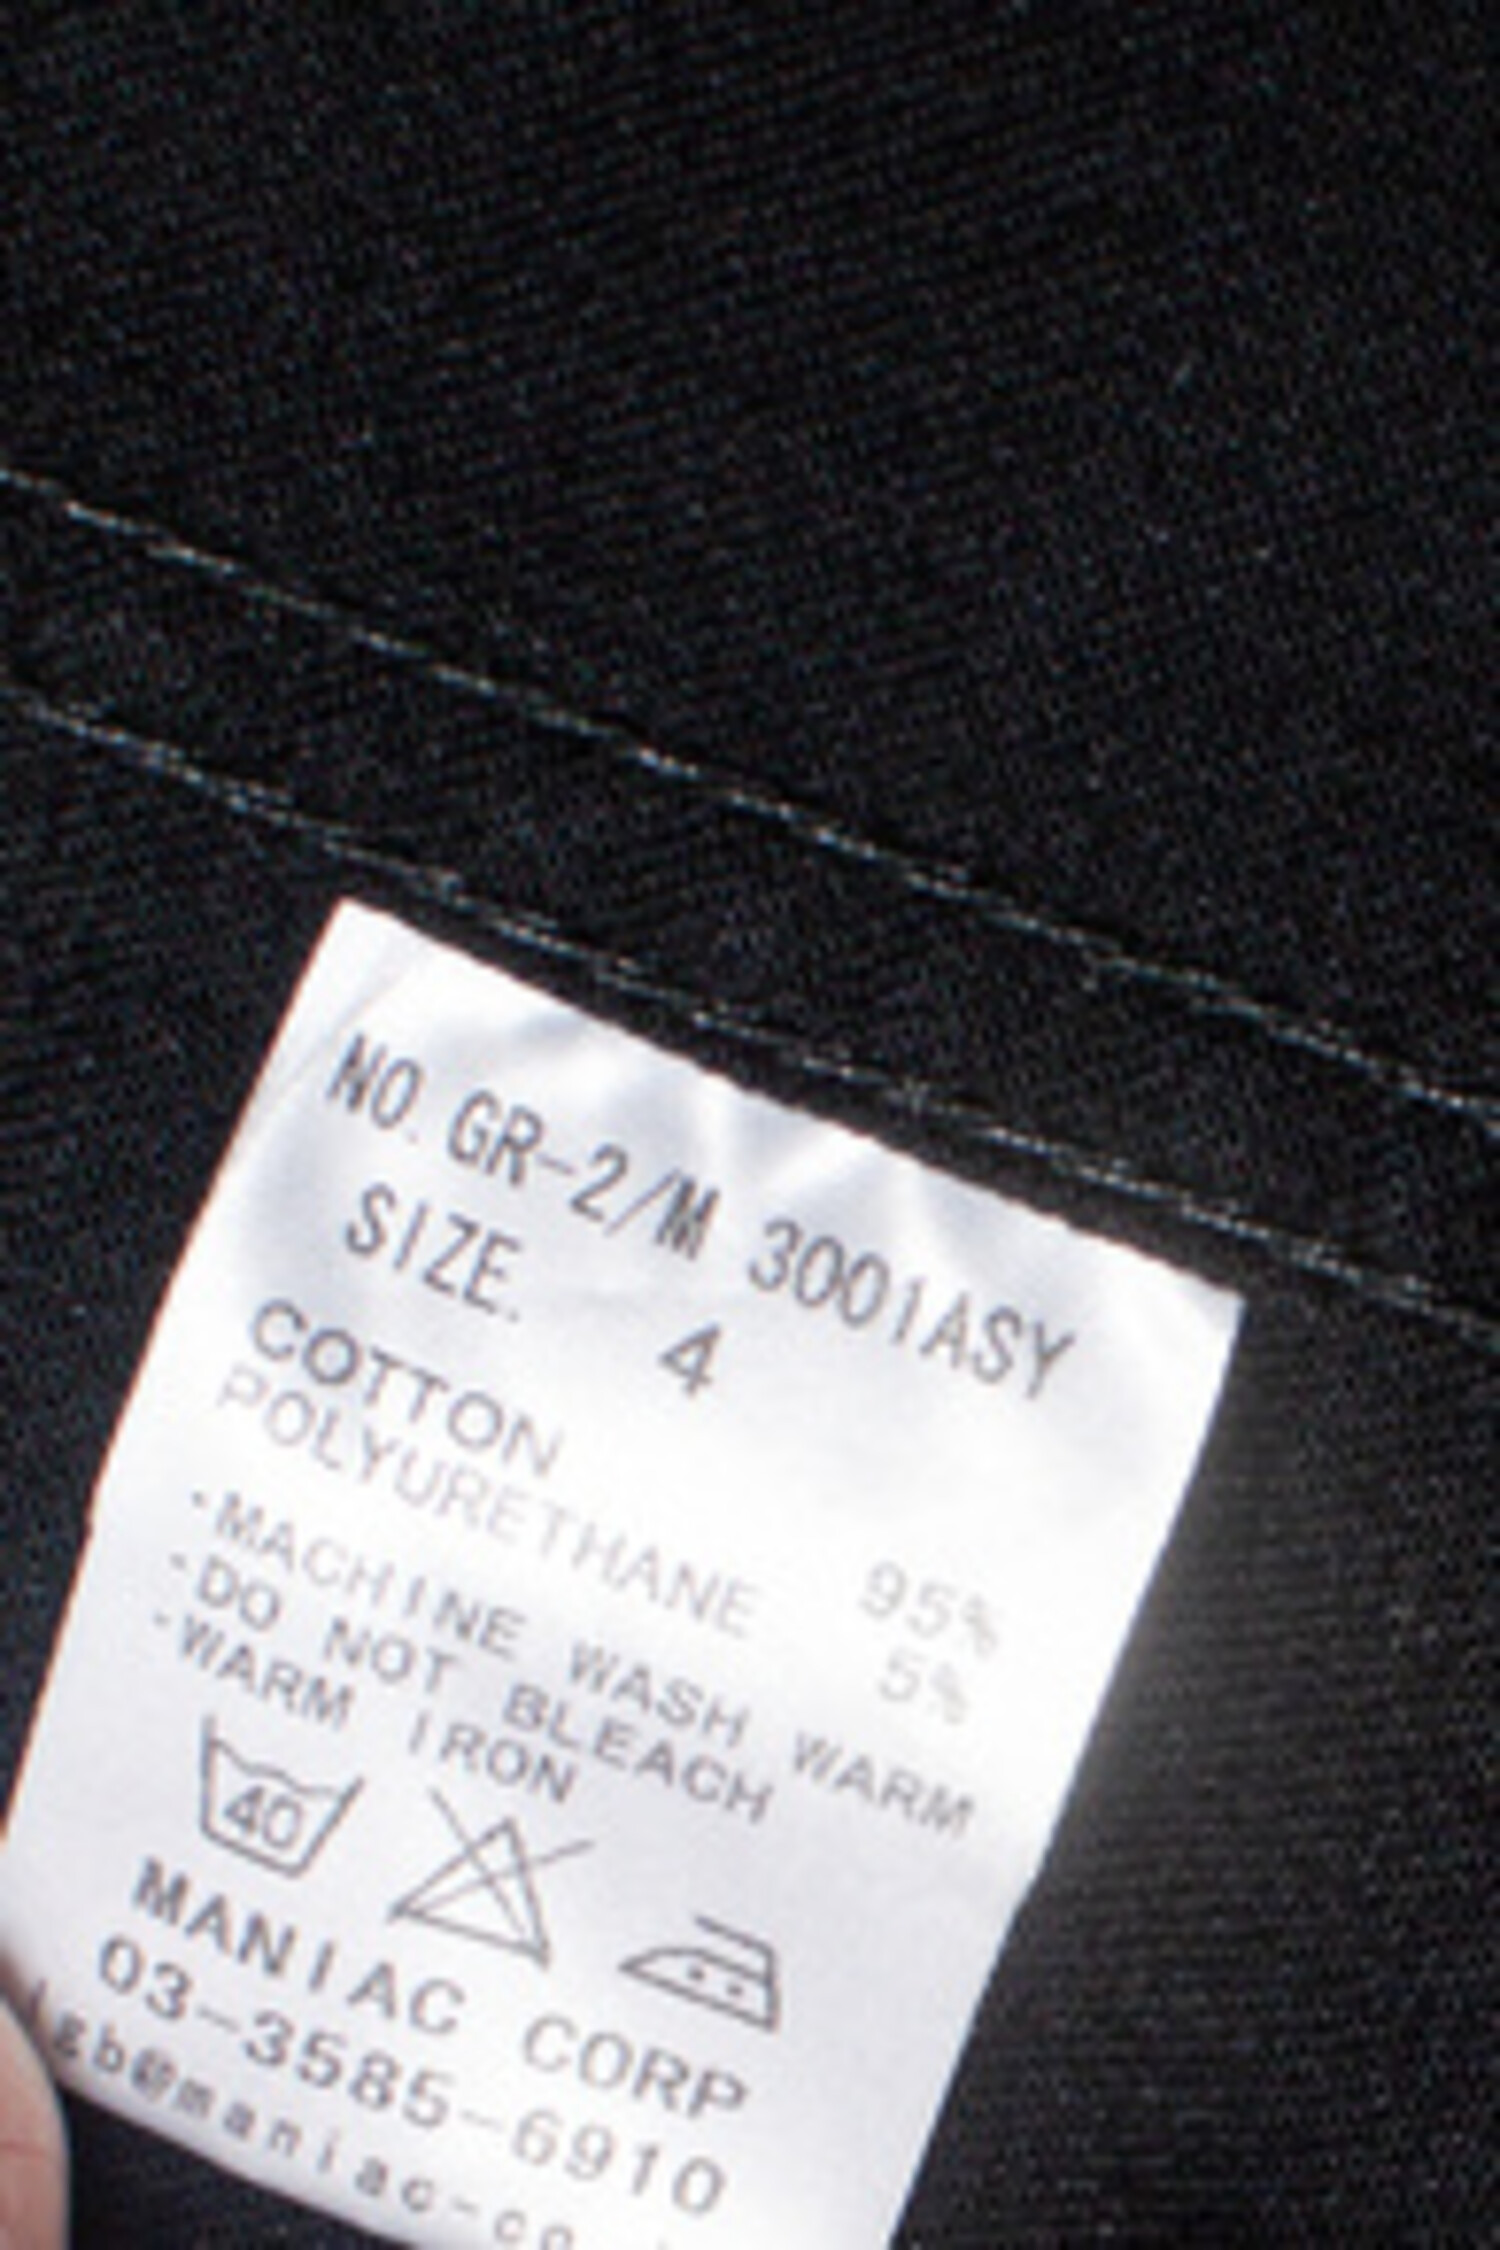 NO. GR-2/M 3001ASY
SIZE. 4
COTTON 95%
POLYURETHANE 5%
-MACHINE WASH WARM
-DO NOT BLEACH
-WARM IRON
40
MANIAC CORP
03-3585-6910